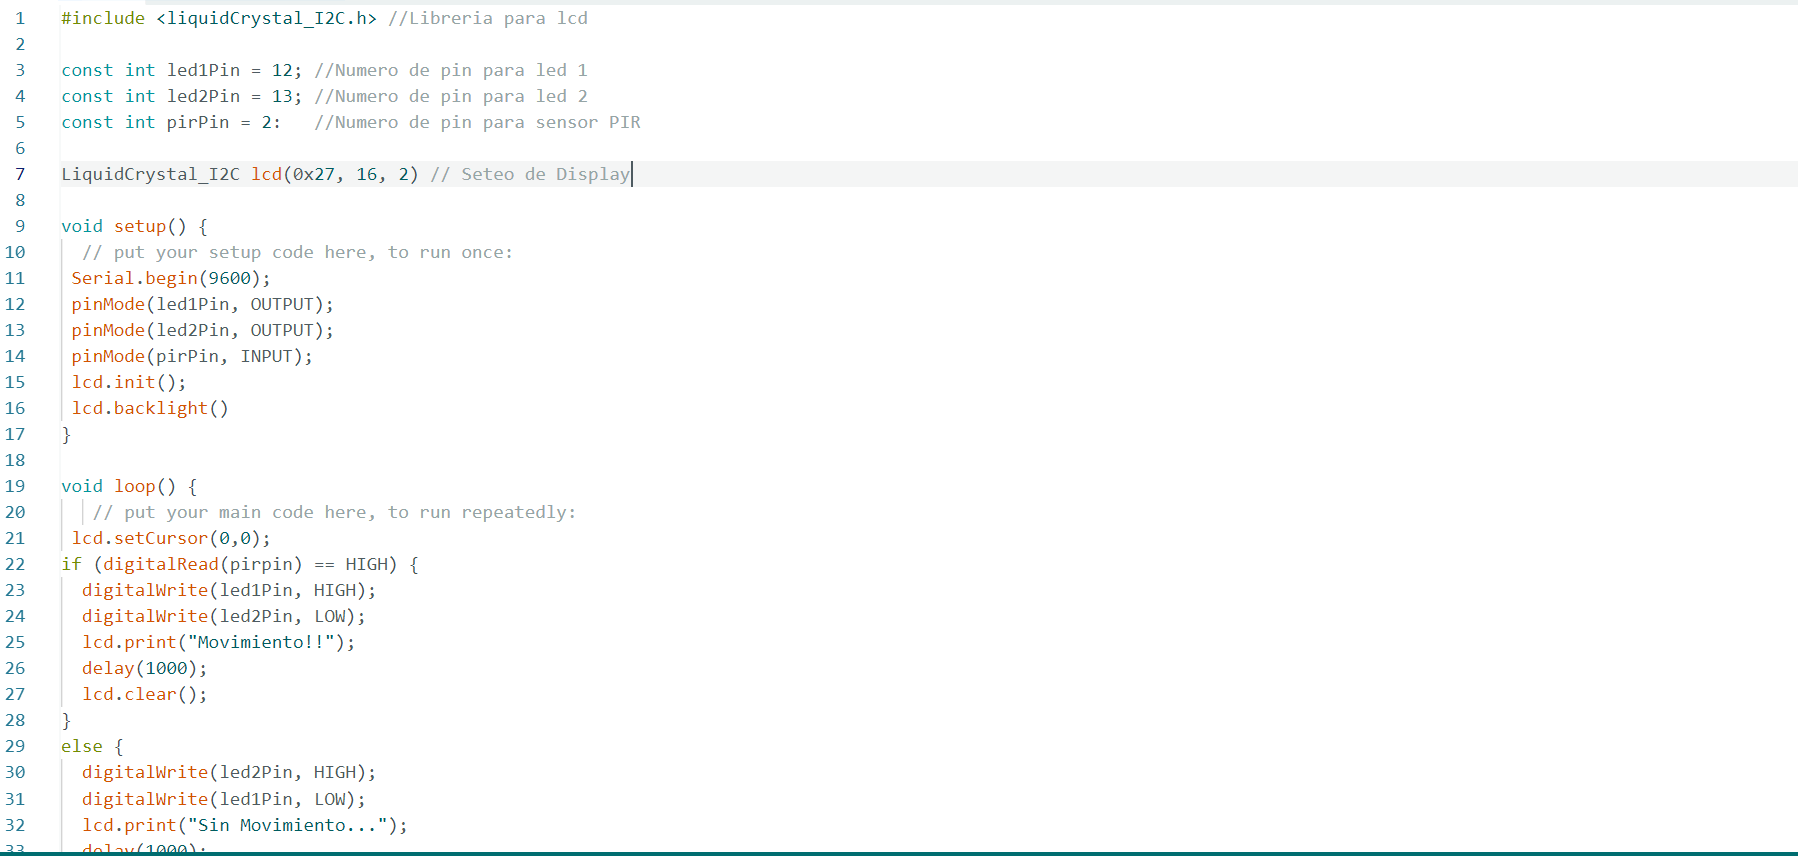 1 #include <liquidCrystal_I2C.h> //Libreria para lcd
2
3 const int led1Pin = 12; //Numero de pin para led 1
4 const int led2Pin = 13; //Numero de pin para led 2
5 const int pirPin = 2:   //Numero de pin para sensor PIR
6
7 LiquidCrystal_I2C lcd(0x27, 16, 2) // Seteo de Display
8
9 void setup() {
10   // put your setup code here, to run once:
11  Serial.begin(9600);
12  pinMode(led1Pin, OUTPUT);
13  pinMode(led2Pin, OUTPUT);
14  pinMode(pirPin, INPUT);
15  lcd.init();
16  lcd.backlight()
17 }
18
19 void loop() {
20    // put your main code here, to run repeatedly:
21  lcd.setCursor(0,0);
22 if (digitalRead(pirpin) == HIGH) {
23   digitalWrite(led1Pin, HIGH);
24   digitalWrite(led2Pin, LOW);
25   lcd.print("Movimiento!!");
26   delay(1000);
27   lcd.clear();
28 }
29 else {
30   digitalWrite(led2Pin, HIGH);
31   digitalWrite(led1Pin, LOW);
32   lcd.print("Sin Movimiento...");
33   delay(1000);